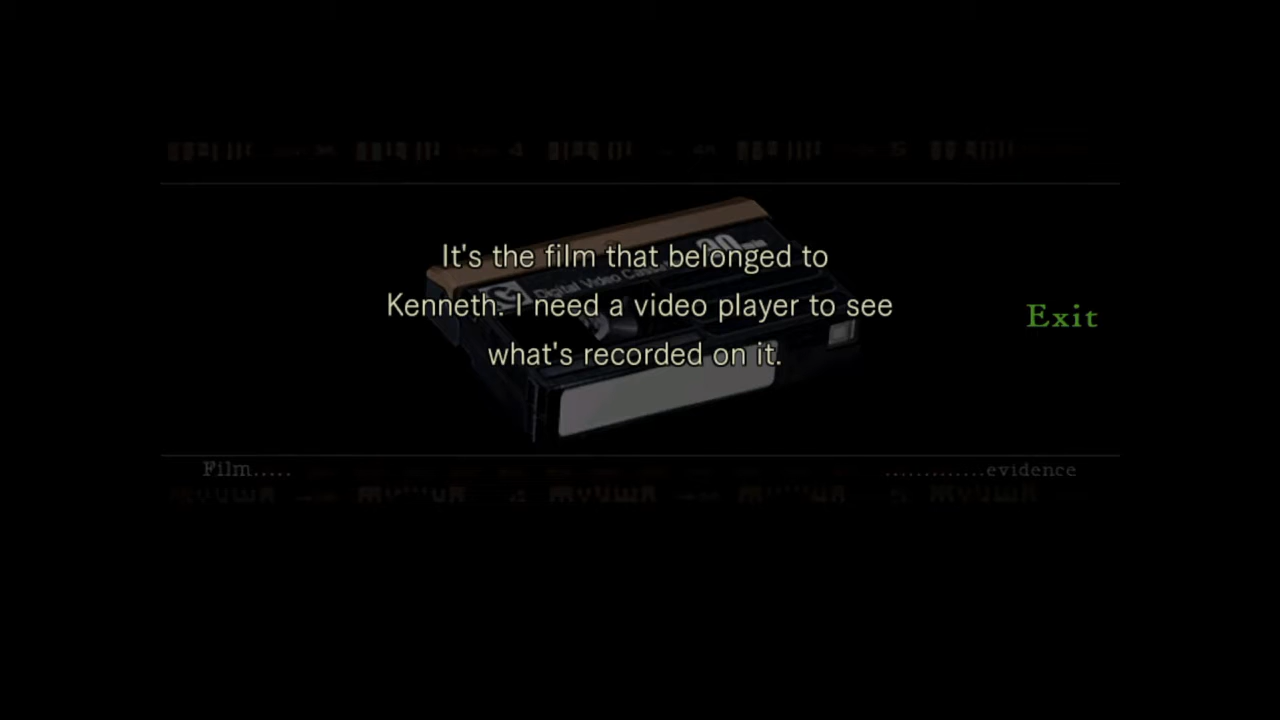 It's the film that belonged to
Kenneth. I need a video player to see
what's recorded on it.
Exit
Film.....
.............evidence